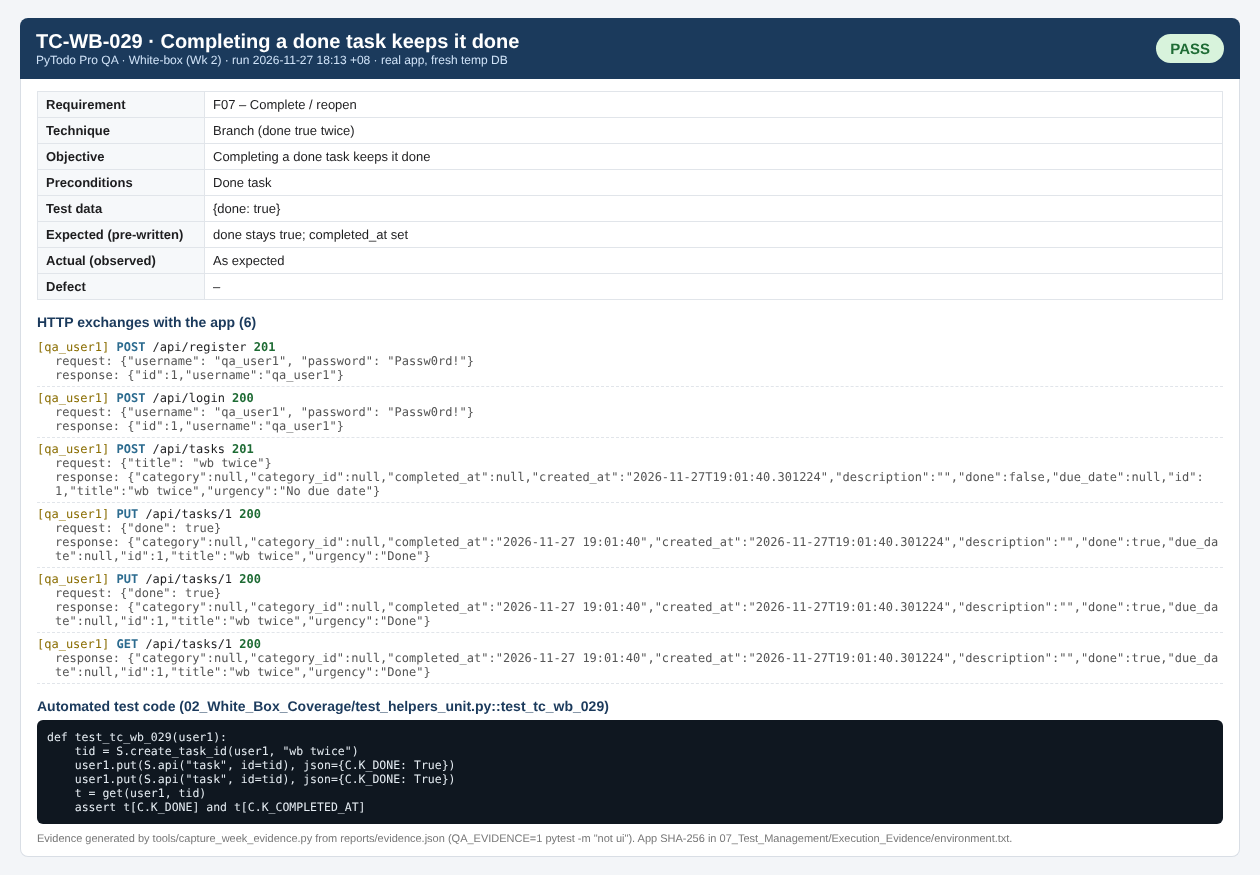 TC-WB-029 · Completing a done task keeps it done
PyTodo Pro QA · White-box (Wk 2) · run 2026-11-27 18:13 +08 · real app, fresh temp DB
PASS
Requirement F07 – Complete / reopen
Technique Branch (done true twice)
Objective Completing a done task keeps it done
Preconditions Done task
Test data {done: true}
Expected (pre-written) done stays true; completed_at set
Actual (observed) As expected
Defect –
HTTP exchanges with the app (6)
[qa_user1] POST /api/register 201
request: {"username": "qa_user1", "password": "Passw0rd!"}
response: {"id":1,"username":"qa_user1"}
[qa_user1] POST /api/login 200
request: {"username": "qa_user1", "password": "Passw0rd!"}
response: {"id":1,"username":"qa_user1"}
[qa_user1] POST /api/tasks 201
request: {"title": "wb twice"}
response: {"category":null,"category_id":null,"completed_at":null,"created_at":"2026-11-27T19:01:40.301224","description":"","done":false,"due_date":null,"id":
1,"title":"wb twice","urgency":"No due date"}
[qa_user1] PUT /api/tasks/1 200
request: {"done": true}
response: {"category":null,"category_id":null,"completed_at":"2026-11-27 19:01:40","created_at":"2026-11-27T19:01:40.301224","description":"","done":true,"due_da
te":null,"id":1,"title":"wb twice","urgency":"Done"}
[qa_user1] PUT /api/tasks/1 200
request: {"done": true}
response: {"category":null,"category_id":null,"completed_at":"2026-11-27 19:01:40","created_at":"2026-11-27T19:01:40.301224","description":"","done":true,"due_da
te":null,"id":1,"title":"wb twice","urgency":"Done"}
[qa_user1] GET /api/tasks/1 200
response: {"category":null,"category_id":null,"completed_at":"2026-11-27 19:01:40","created_at":"2026-11-27T19:01:40.301224","description":"","done":true,"due_da
te":null,"id":1,"title":"wb twice","urgency":"Done"}
Automated test code (02_White_Box_Coverage/test_helpers_unit.py::test_tc_wb_029)
def test_tc_wb_029(user1):
    tid = S.create_task_id(user1, "wb twice")
    user1.put(S.api("task", id=tid), json={C.K_DONE: True})
    user1.put(S.api("task", id=tid), json={C.K_DONE: True})
    t = get(user1, tid)
    assert t[C.K_DONE] and t[C.K_COMPLETED_AT]
Evidence generated by tools/capture_week_evidence.py from reports/evidence.json (QA_EVIDENCE=1 pytest -m "not ui"). App SHA-256 in 07_Test_Management/Execution_Evidence/environment.txt.